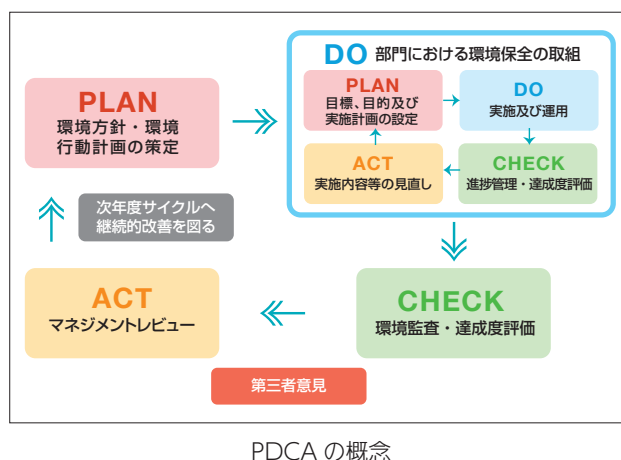 PLAN
環境方針・環境
行動計画の策定
DO 部門における環境保全の取組
PLAN
目標、目的及び
実施計画の設定
DO
実施及び運用
ACT
実施内容等の見直し
CHECK
進捗管理・達成度評価
次年度サイクルへ
継続的改善を図る
ACT
マネジメントレビュー
CHECK
環境監査・達成度評価
第三者意見
PDCA の概念